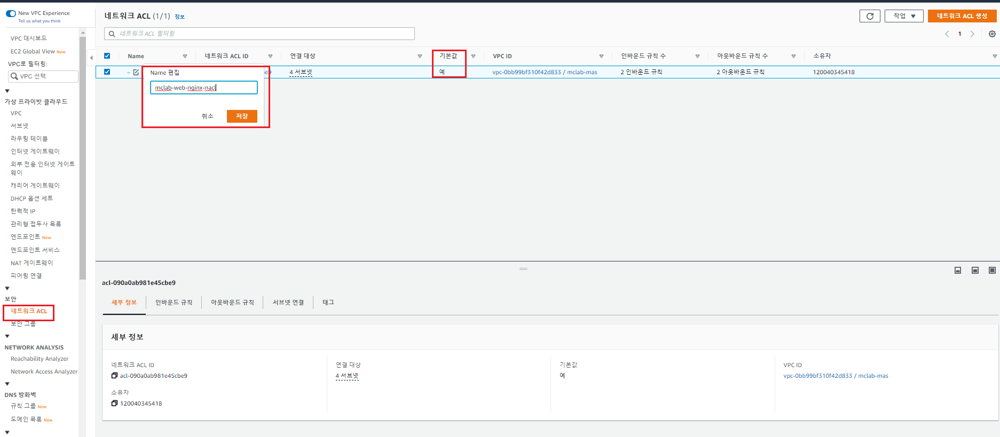 New VPC Experience
Tell us what you think
VPC 대시보드
EC2 Global View New
VPC로 필터링:
VPC 선택
가상 프라이빗 클라우드
VPC
서브넷
라우팅 테이블
인터넷 게이트웨이
외부 전용 인터넷 게이트
웨이
캐리어 게이트웨이
DHCP 옵션 세트
탄력적 IP
관리형 접두사 목록
엔드포인트 New
엔드포인트 서비스
NAT 게이트웨이
피어링 연결
보안
네트워크 ACL
보안 그룹
NETWORK ANALYSIS
Reachability Analyzer
Network Access Analyzer
DNS 방화벽
규칙 그룹 New
도메인 목록 New
네트워크 ACL (1/1) 정보
작업
네트워크 ACL 생성
네트워크 ACL 필터링
1
Name 네트워크 ACL ID 연결 대상 기본값 VPC ID 인바운드 규칙 수 아웃바운드 규칙 수 소유자
– be9 4 서브넷 예 vpc-0bb99bf310f42d833 / mclab-mas 2 인바운드 규칙 2 아웃바운드 규칙 120040345418
Name 편집
mclab-web-nginx-nacl
취소 저장
acl-090a0ab981e45cbe9
세부 정보 인바운드 규칙 아웃바운드 규칙 서브넷 연결 태그
세부 정보
네트워크 ACL ID
acl-090a0ab981e45cbe9
연결 대상
4 서브넷
기본값
예
VPC ID
vpc-0bb99bf310f42d833 / mclab-mas
소유자
120040345418